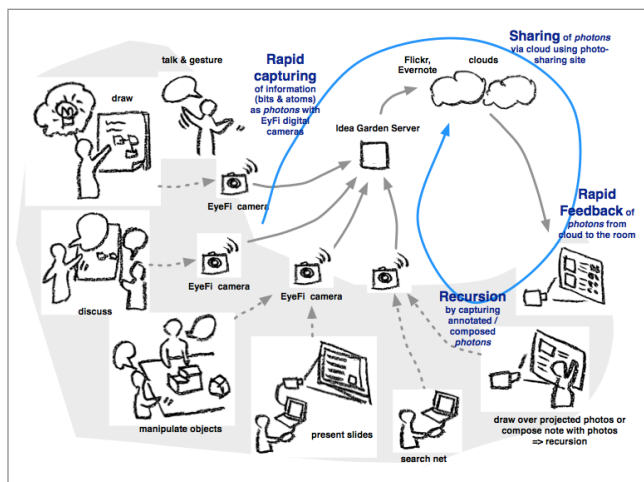 talk & gesture
draw
Rapid
capturing
of information
(bits & atoms)
as photons with
EyFi digital
cameras
Flickr,
Evernote
clouds
Sharing of photons
via cloud using photo-
sharing site
Idea Garden Server
EyeFi camera
Rapid
Feedback of
photons from
cloud to the room
discuss
EyeFi camera
EyeFi camera
Recursion
by capturing
annotated /
composed
photons
manipulate objects
present slides
search net
draw over projected photos or
compose note with photos
=> recursion